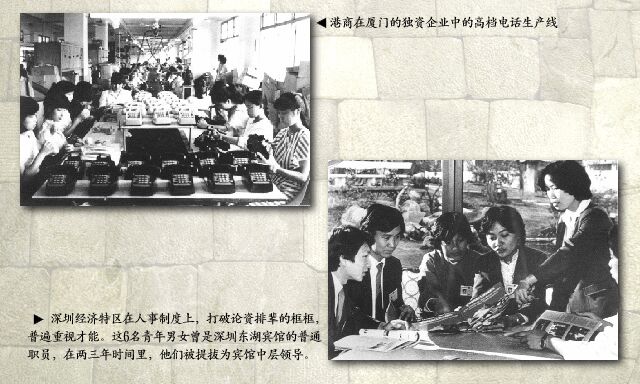 ◀港商在厦门的独资企业中的高档电话生产线
▶ 深圳经济特区在人事制度上，打破论资排辈的框框，
普遍重视才能。这6名青年男女曾是深圳东湖宾馆的普通
职员，在两三年时间里，他们被提拔为宾馆中层领导。